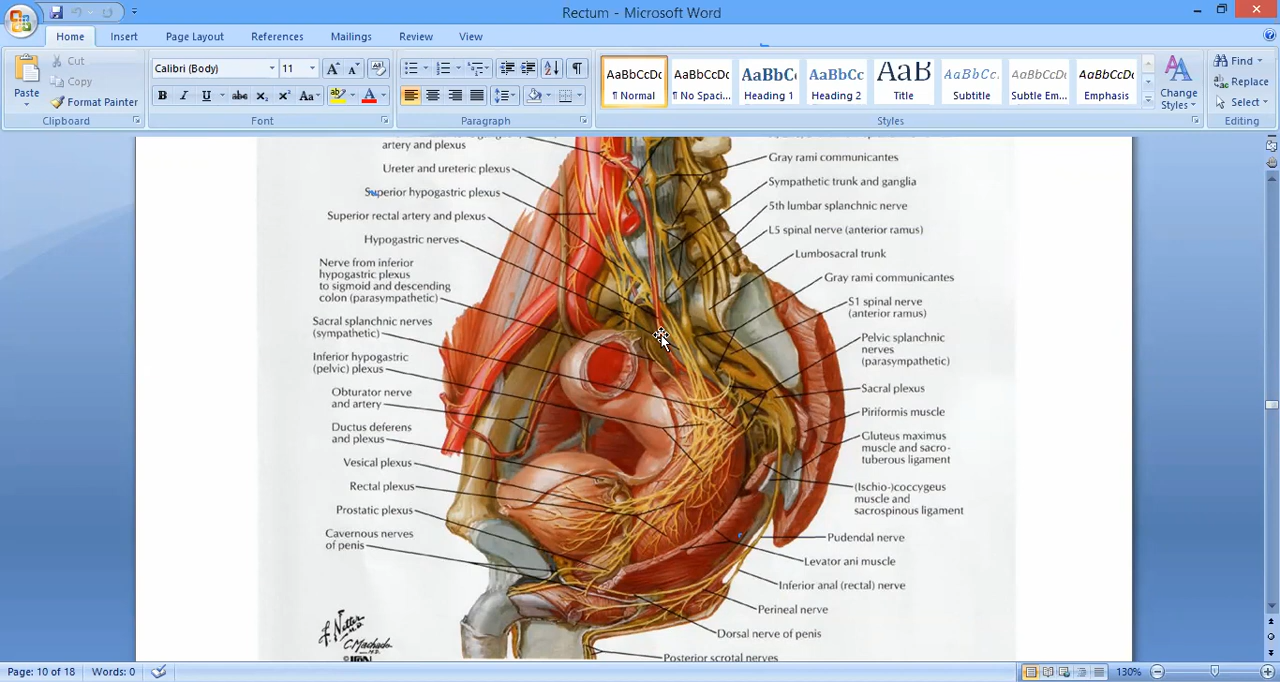 Rectum - Microsoft Word
Home Insert Page Layout References Mailings Review View
Paste
Cut
Copy
Format Painter
Clipboard
Calibri (Body) 11
Font
Paragraph
AaBbCcDc
¶ Normal
AaBbCcDc
¶ No Spaci...
AaBbC
Heading 1
AaBbCc
Heading 2
AaB
Title
AaBbCc.
Subtitle
AaBbCcDc
Subtle Em...
AaBbCcDc
Emphasis
Change
Styles
Styles
Find
Replace
Select
Editing
artery and plexus
Ureter and ureteric plexus
Superior hypogastric plexus
Superior rectal artery and plexus
Hypogastric nerves
Nerve from inferior
hypogastric plexus
to sigmoid and descending
colon (parasympathetic)
Sacral splanchnic nerves
(sympathetic)
Inferior hypogastric
(pelvic) plexus
Obturator nerve
and artery
Ductus deferens
and plexus
Vesical plexus
Rectal plexus
Prostatic plexus
Cavernous nerves
of penis
Gray rami communicantes
Sympathetic trunk and ganglia
5th lumbar splanchnic nerve
L5 spinal nerve (anterior ramus)
Lumbosacral trunk
Gray rami communicantes
S1 spinal nerve
(anterior ramus)
Pelvic splanchnic
nerves
(parasympathetic)
Sacral plexus
Piriformis muscle
Gluteus maximus
muscle and sacro-
tuberous ligament
(Ischio-)coccygeus
muscle and
sacrospinous ligament
Pudendal nerve
Levator ani muscle
Inferior anal (rectal) nerve
Perineal nerve
Dorsal nerve of penis
Posterior scrotal nerves
F. Netter
M.D.
C. Machado
M.D.
Page: 10 of 18 Words: 0 130%